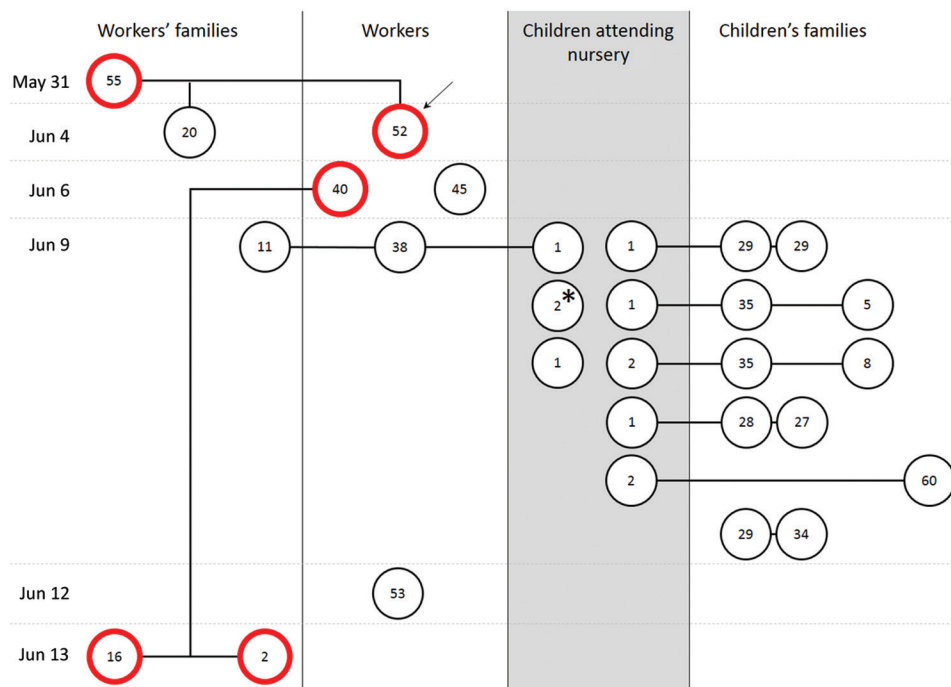 Workers’ families Workers Children attending nursery Children’s families
May 31 55
Jun 4 20 52
Jun 6 40 45
Jun 9 11 38 1 1 29 29
2* 1 35 5
1 2 35 8
1 28 27
2 60
29 34
Jun 12 53
Jun 13 16 2